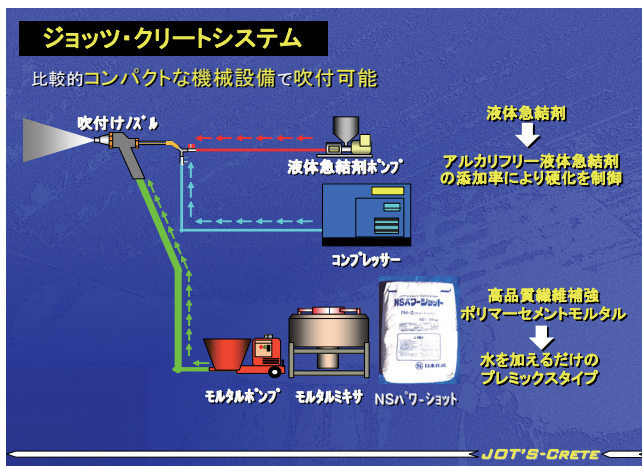 ジョッツ・クリートシステム
比較的コンパクトな機械設備で吹付可能
吹付けノズル
液体急結剤ポンプ
コンプレッサー
モルタルポンプ
モルタルミキサ
NSパワーショット
NSパワーショット
液体急結剤
アルカリフリー液体急結剤
の添加率により硬化を制御
高品質繊維補強
ポリマーセメントモルタル
水を加えるだけの
プレミックスタイプ
JOT'S-CRETE